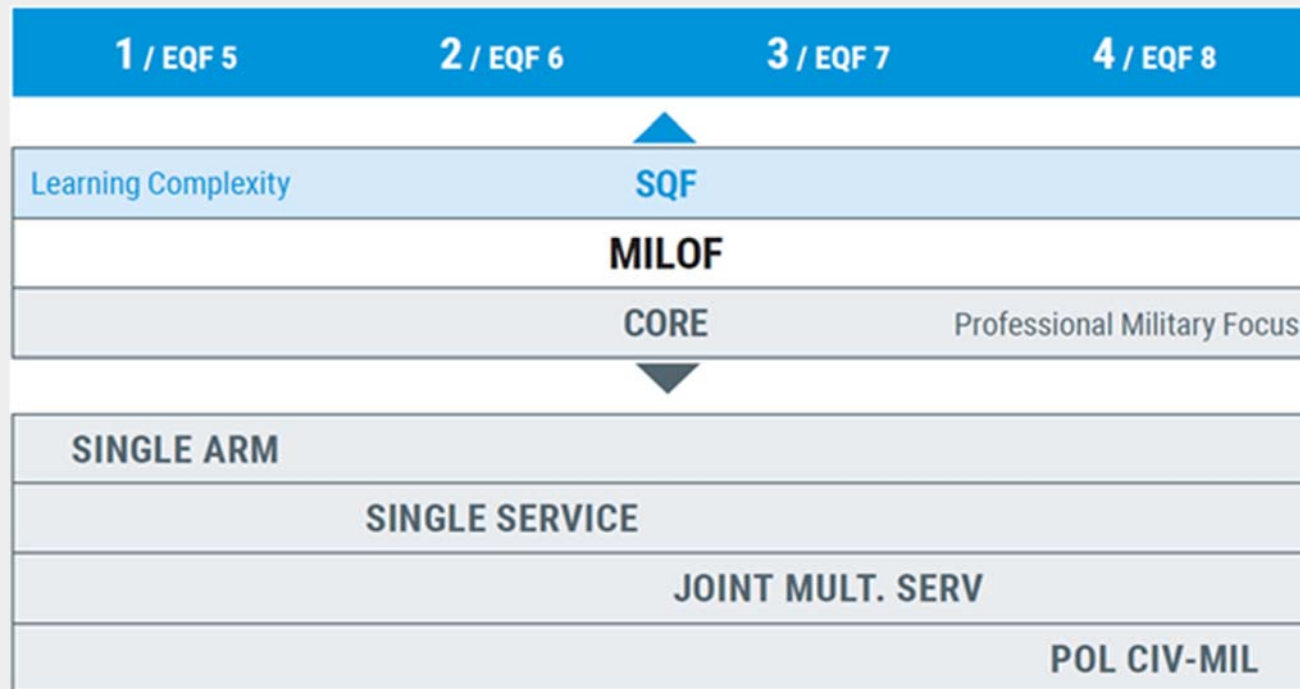 1 / EQF 5 2 / EQF 6 3 / EQF 7 4 / EQF 8
Learning Complexity SQF
MILOF
CORE Professional Military Focus
SINGLE ARM
SINGLE SERVICE
JOINT MULT. SERV
POL CIV-MIL